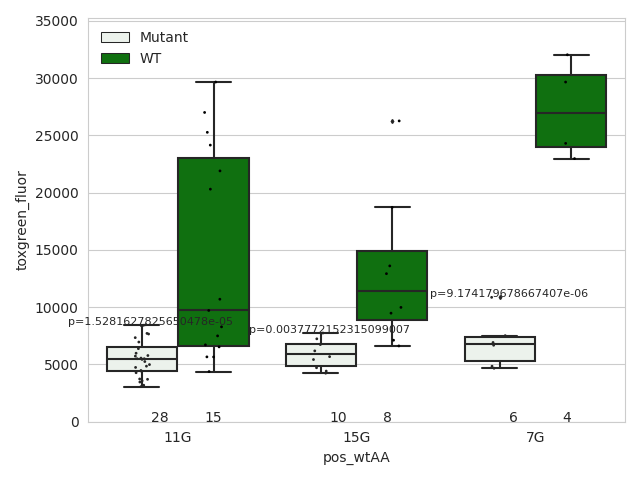 35000
Mutant
WT
30000
25000
20000
15000
10000
5000
0
toxgreen_fluor
p=1.5281627825650478e-05
p=0.0037772152315099007
p=9.174179678667407e-06
28 15 10 8 6 4
11G 15G 7G
pos_wtAA